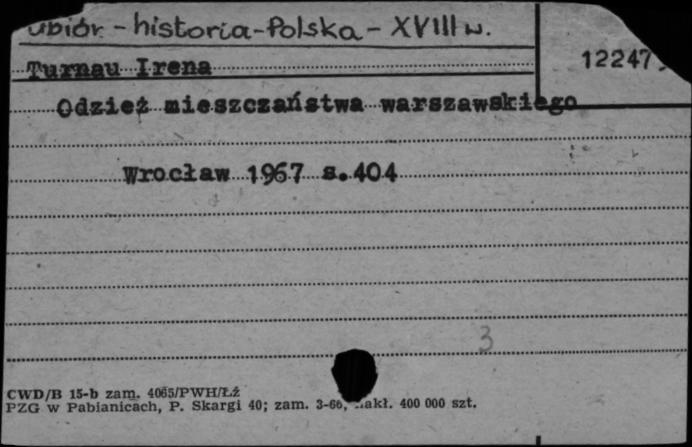 ubiór - historia - Polska - XVIII w.
12247
Turnau Irena
Odzież mieszczaństwa warszawskiego
Wrocław 1967 s.404
3
CWD/B 15-b zam. 4065/PWH/Łź
PZG w Pabianicach, P. Skargi 40; zam. 3-66, nakł. 400 000 szt.